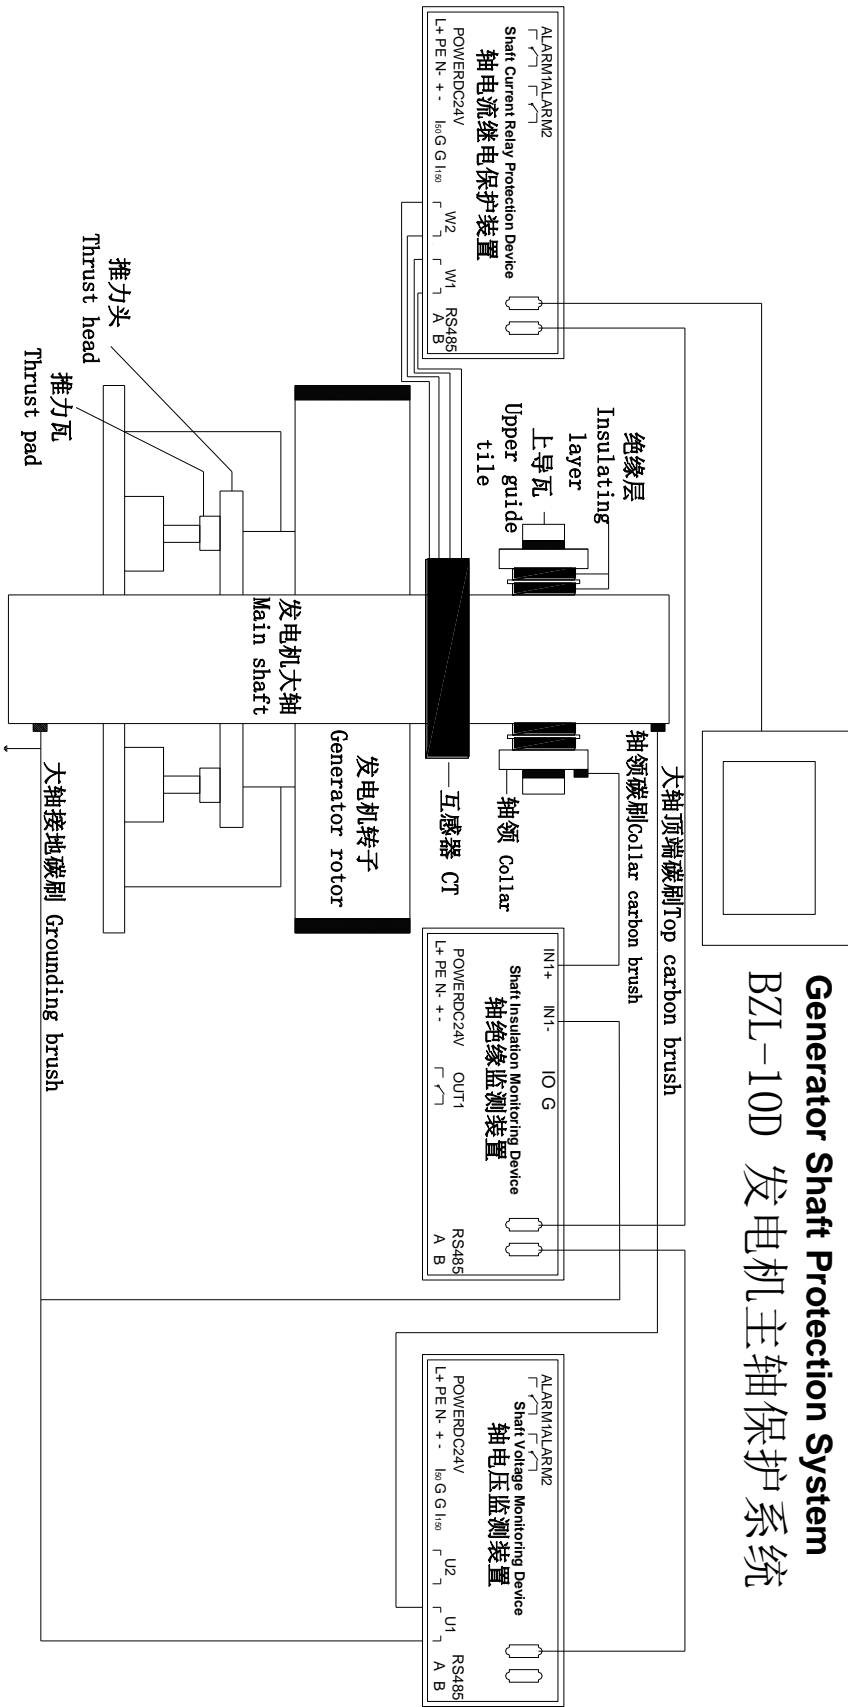 Generator Shaft Protection System
BZL-10D 发电机主轴保护系统
ALARM1ALARM2
Shaft Current Relay Protection Device
轴电流继电保护装置
POWERDC24V
W2
W1
RS485
L+ PE N- + -
I50 G G I150
A B
绝缘层
Insulating
layer
上导瓦
Upper guide
tile
推力头
Thrust head
推力瓦
Thrust pad
发电机大轴
Main shaft
大轴顶端碳刷Top carbon brush
轴领碳刷Collar carbon brush
轴领 Collar
互感器 CT
发电机转子
Generator rotor
大轴接地碳刷 Grounding brush
IN1+
IN1-
IO G
Shaft Insulation Monitoring Device
轴绝缘监测装置
POWERDC24V
OUT1
RS485
L+ PE N- + -
A B
ALARM1ALARM2
Shaft Voltage Monitoring Device
轴电压监测装置
POWERDC24V
U2
U1
RS485
L+ PE N- + -
I50 G G I150
A B